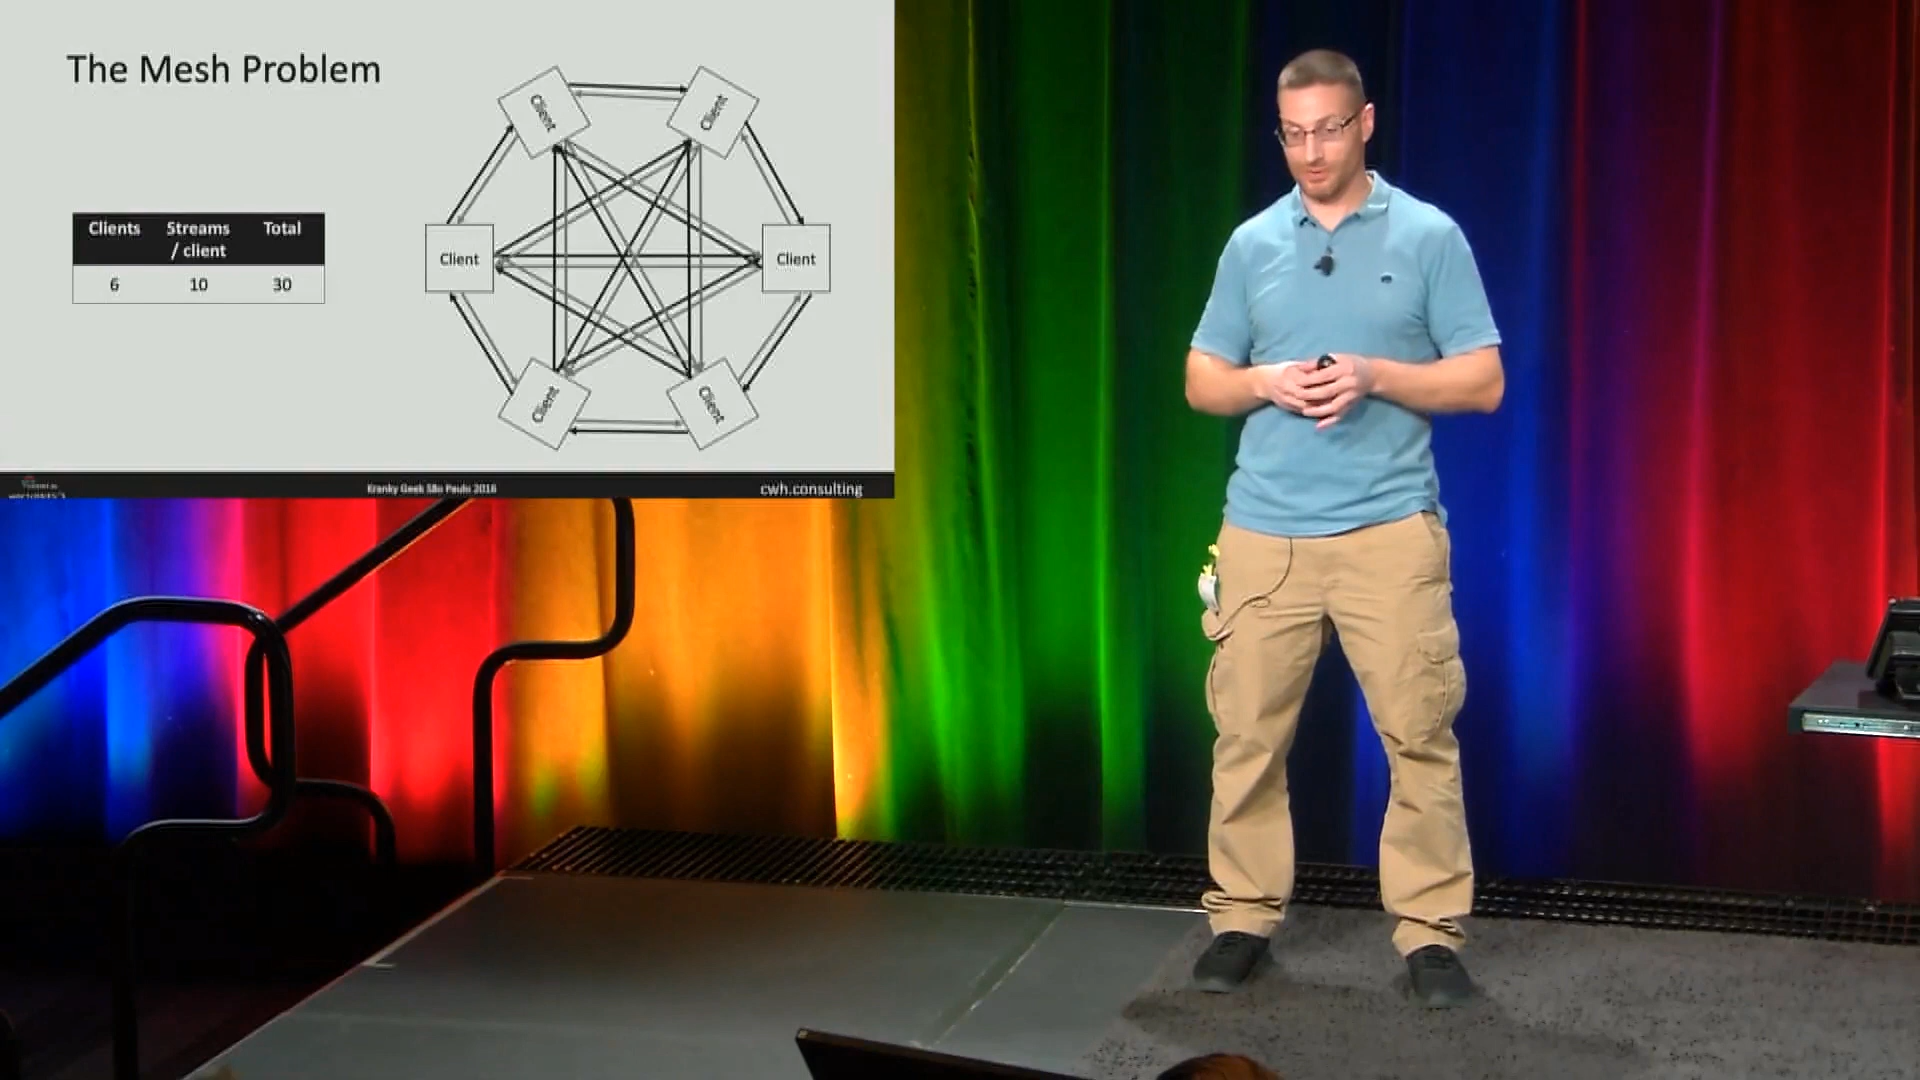 The Mesh Problem
Clients Streams / client Total
6 10 30
Client
Client
Client
Client
Client
Client
Kranky Geek São Paulo 2016
cwh.consulting